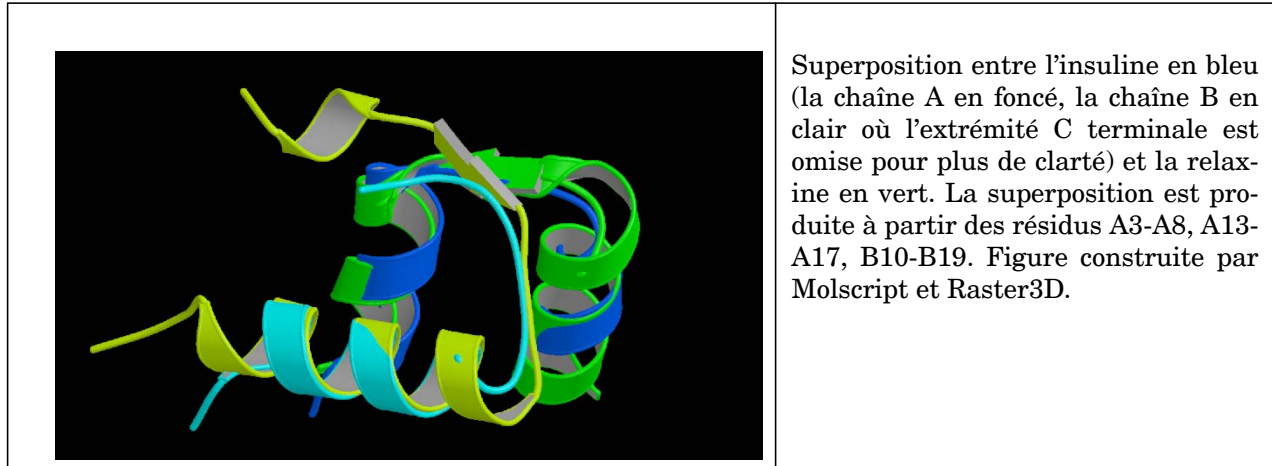 Superposition entre l'insuline en bleu
(la chaîne A en foncé, la chaîne B en
clair où l'extrémité C terminale est
omise pour plus de clarté) et la relax-
ine en vert. La superposition est pro-
duite à partir des résidus A3-A8, A13-
A17, B10-B19. Figure construite par
Molscript et Raster3D.